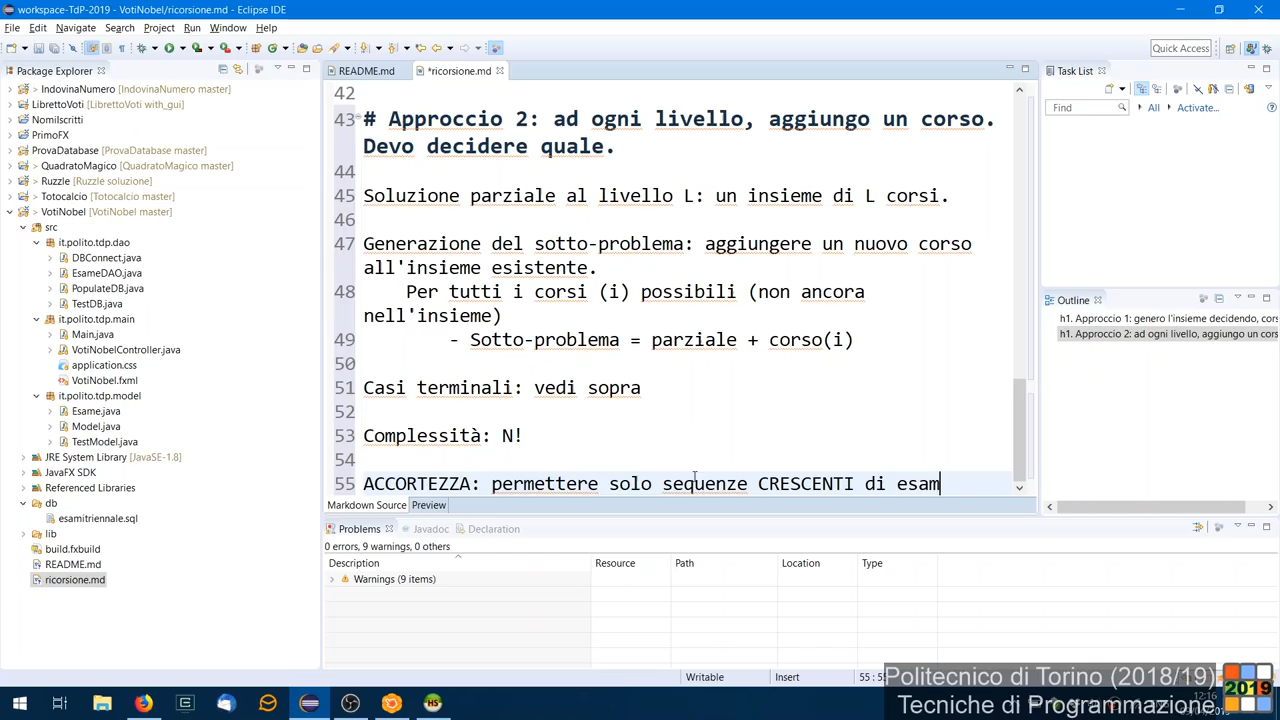 workspace-TdP-2019 - VotiNobel/ricorsione.md - Eclipse IDE
File Edit Navigate Search Project Run Window Help
Quick Access
Package Explorer
IndovinaNumero [IndovinaNumero master]
LibrettoVoti [LibrettoVoti with_gui]
NomiIscritti
PrimoFX
ProvaDatabase [ProvaDatabase master]
> QuadratoMagico [QuadratoMagico master]
> Ruzzle [Ruzzle soluzione]
> Totocalcio [Totocalcio master]
> VotiNobel [VotiNobel master]
src
it.polito.tdp.dao
DBConnect.java
EsameDAO.java
PopulateDB.java
TestDB.java
it.polito.tdp.main
Main.java
VotiNobelController.java
application.css
VotiNobel.fxml
it.polito.tdp.model
Esame.java
Model.java
TestModel.java
JRE System Library [JavaSE-1.8]
JavaFX SDK
Referenced Libraries
db
esamitriennale.sql
lib
build.fxbuild
README.md
ricorsione.md
README.md
*ricorsione.md
42
43 # Approccio 2: ad ogni livello, aggiungo un corso.
Devo decidere quale.
44
45 Soluzione parziale al livello L: un insieme di L corsi.
46
47 Generazione del sotto-problema: aggiungere un nuovo corso
all'insieme esistente.
48 Per tutti i corsi (i) possibili (non ancora
nell'insieme)
49 - Sotto-problema = parziale + corso(i)
50
51 Casi terminali: vedi sopra
52
53 Complessità: N!
54
55 ACCORTEZZA: permettere solo sequenze CRESCENTI di esam
Markdown Source Preview
Problems Javadoc Declaration
0 errors, 9 warnings, 0 others
Description Resource Path Location Type
Warnings (9 items)
Task List
Find All Activate...
Outline
h1. Approccio 1: genero l'insieme decidendo, cors
h1. Approccio 2: ad ogni livello, aggiungo un cors
Writable Insert 55 : 5
Politecnico di Torino (2018/19)
Tecniche di Programmazione
2019
12:16